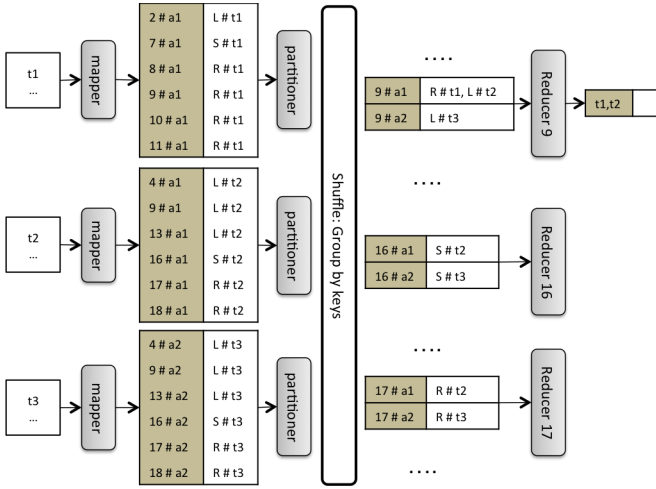 t1
...
mapper
2 # a1 L # t1
7 # a1 S # t1
8 # a1 R # t1
9 # a1 R # t1
10 # a1 R # t1
11 # a1 R # t1
partitioner
t2
...
mapper
4 # a1 L # t2
9 # a1 L # t2
13 # a1 L # t2
16 # a1 S # t2
17 # a1 R # t2
18 # a1 R # t2
partitioner
t3
...
mapper
4 # a2 L # t3
9 # a2 L # t3
13 # a2 L # t3
16 # a2 S # t3
17 # a2 R # t3
18 # a2 R # t3
partitioner
Shuffle: Group by keys
....
9 # a1 R # t1, L # t2
9 # a2 L # t3
Reducer 9
t1,t2
....
16 # a1 S # t2
16 # a2 S # t3
Reducer 16
....
17 # a1 R # t2
17 # a2 R # t3
Reducer 17
....